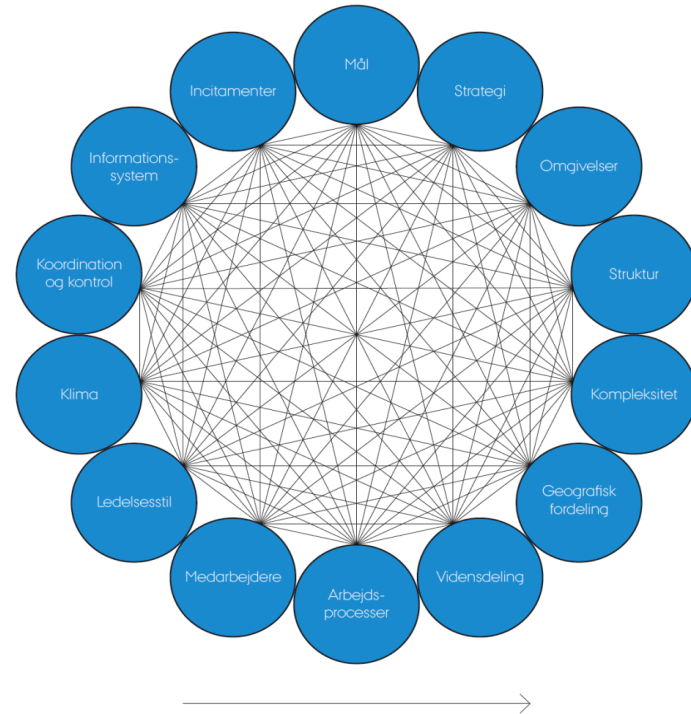 Mål
Strategi
Omgivelser
Struktur
Kompleksitet
Geografisk
fordeling
Vidensdeling
Arbejds-
processer
Medarbejdere
Ledelsesstil
Klima
Koordination
og kontrol
Informations-
system
Incitamenter